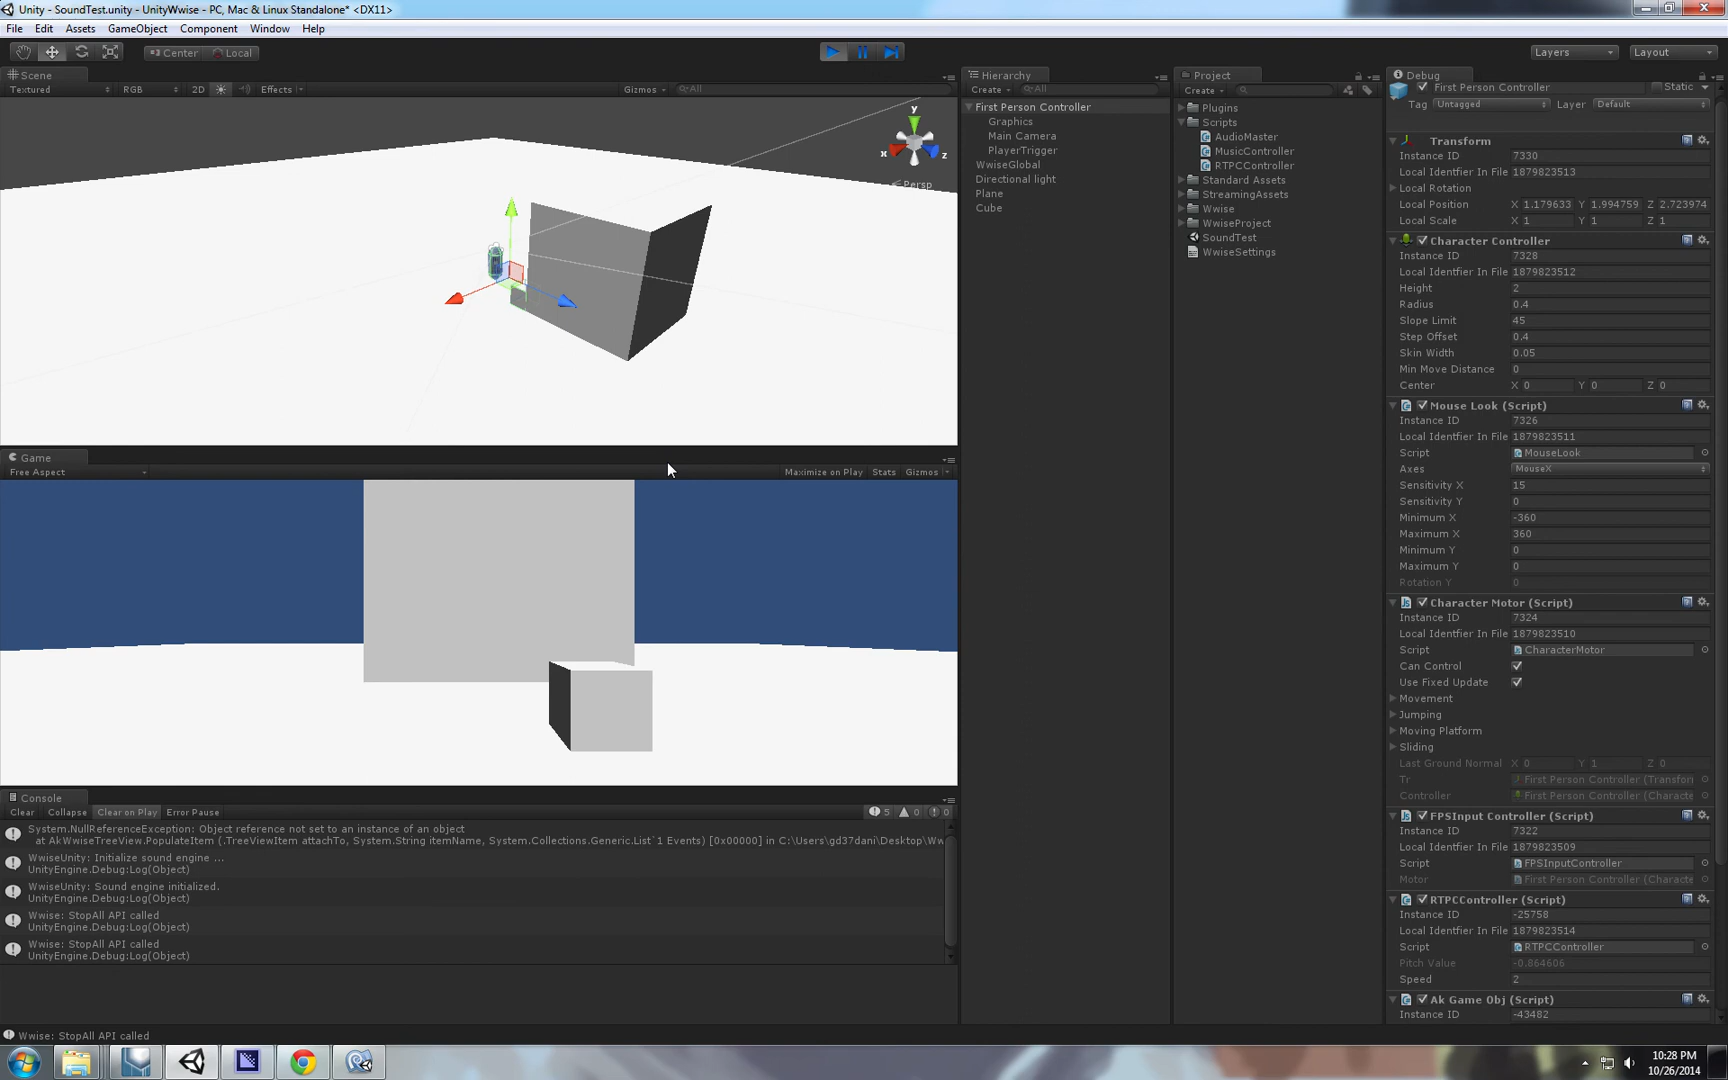 Unity - SoundTest.unity - UnityWwise - PC, Mac & Linux Standalone* <DX11>
File Edit Assets GameObject Component Window Help
Center Local Layers Layout
Scene
Textured RGB 2D Effects Gizmos All
y
x
z
Persp
Game
Free Aspect Maximize on Play Stats Gizmos
Console
Clear Collapse Clear on Play Error Pause 5 0 0
System.NullReferenceException: Object reference not set to an instance of an object
at AkWwiseTreeView.PopulateItem (.TreeViewItem attachTo, System.String itemName, System.Collections.Generic.List`1 Events) [0x00000] in C:\Users\gd37dani\Desktop\Ww
WwiseUnity: Initialize sound engine ...
UnityEngine.Debug:Log(Object)
WwiseUnity: Sound engine initialized.
UnityEngine.Debug:Log(Object)
Wwise: StopAll API called
UnityEngine.Debug:Log(Object)
Wwise: StopAll API called
UnityEngine.Debug:Log(Object)
Wwise: StopAll API called
Hierarchy
Create All
First Person Controller
Graphics
Main Camera
PlayerTrigger
WwiseGlobal
Directional light
Plane
Cube
Project
Create
Plugins
Scripts
AudioMaster
MusicController
RTPCController
Standard Assets
StreamingAssets
Wwise
WwiseProject
SoundTest
WwiseSettings
Debug
First Person Controller Static
Tag Untagged Layer Default
Transform
Instance ID 7330
Local Identfier In File 1879823513
Local Rotation
Local Position X 1.179633 Y 1.994759 Z 2.723974
Local Scale X 1 Y 1 Z 1
Character Controller
Instance ID 7328
Local Identfier In File 1879823512
Height 2
Radius 0.4
Slope Limit 45
Step Offset 0.4
Skin Width 0.05
Min Move Distance 0
Center X 0 Y 0 Z 0
Mouse Look (Script)
Instance ID 7326
Local Identfier In File 1879823511
Script MouseLook
Axes MouseX
Sensitivity X 15
Sensitivity Y 0
Minimum X -360
Maximum X 360
Minimum Y 0
Maximum Y 0
Rotation Y 0
Character Motor (Script)
Instance ID 7324
Local Identfier In File 1879823510
Script CharacterMotor
Can Control
Use Fixed Update
Movement
Jumping
Moving Platform
Sliding
Last Ground Normal X 0 Y 1 Z 0
Tr First Person Controller (Transfor
Controller First Person Controller (Characte
FPSInput Controller (Script)
Instance ID 7322
Local Identfier In File 1879823509
Script FPSInputController
Motor First Person Controller (Characte
RTPCController (Script)
Instance ID -25758
Local Identfier In File 1879823514
Script RTPCController
Pitch Value -0.864606
Speed 2
Ak Game Obj (Script)
Instance ID -43482
10:28 PM
10/26/2014